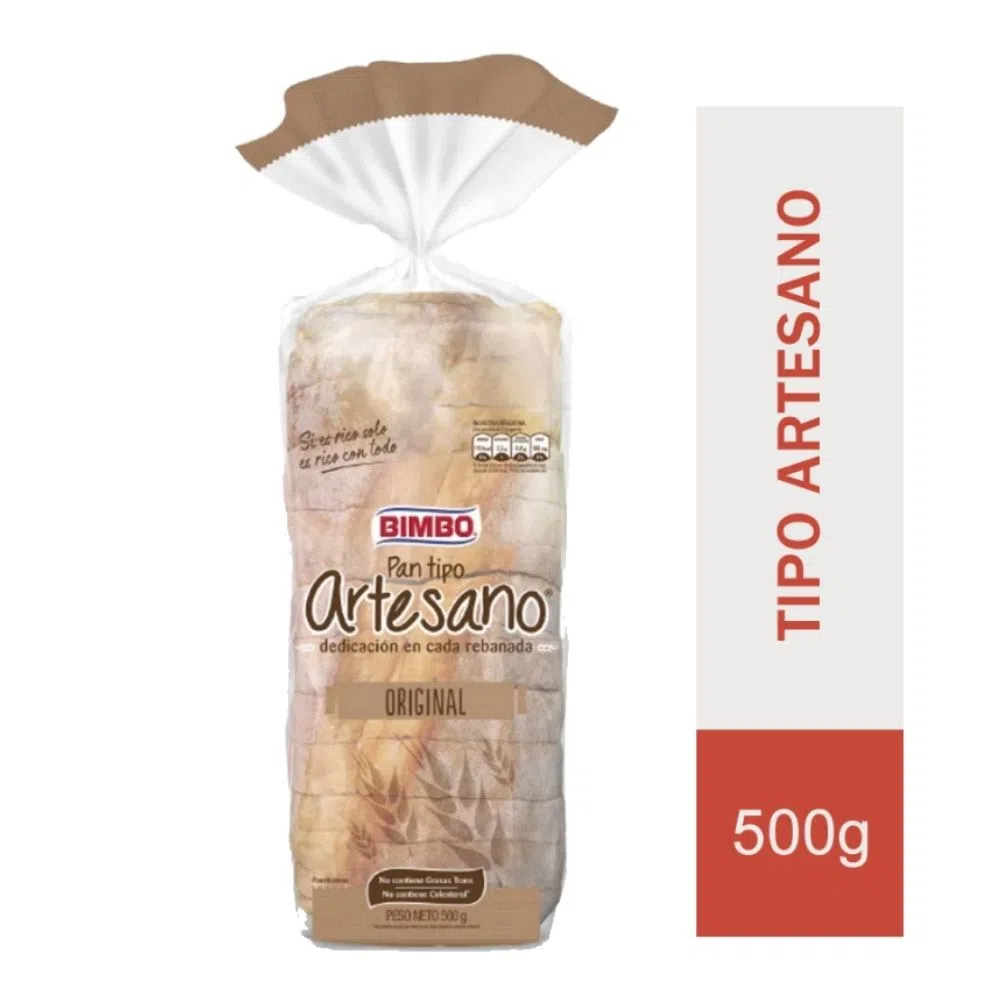 Si es rico solo
es rico con todo
BIMBO
Pan tipo
Artesano®
dedicación en cada rebanada
ORIGINAL
No contiene Grasas Trans
No contiene Colesterol*
PESO NETO 500 g
TIPO ARTESANO
500g